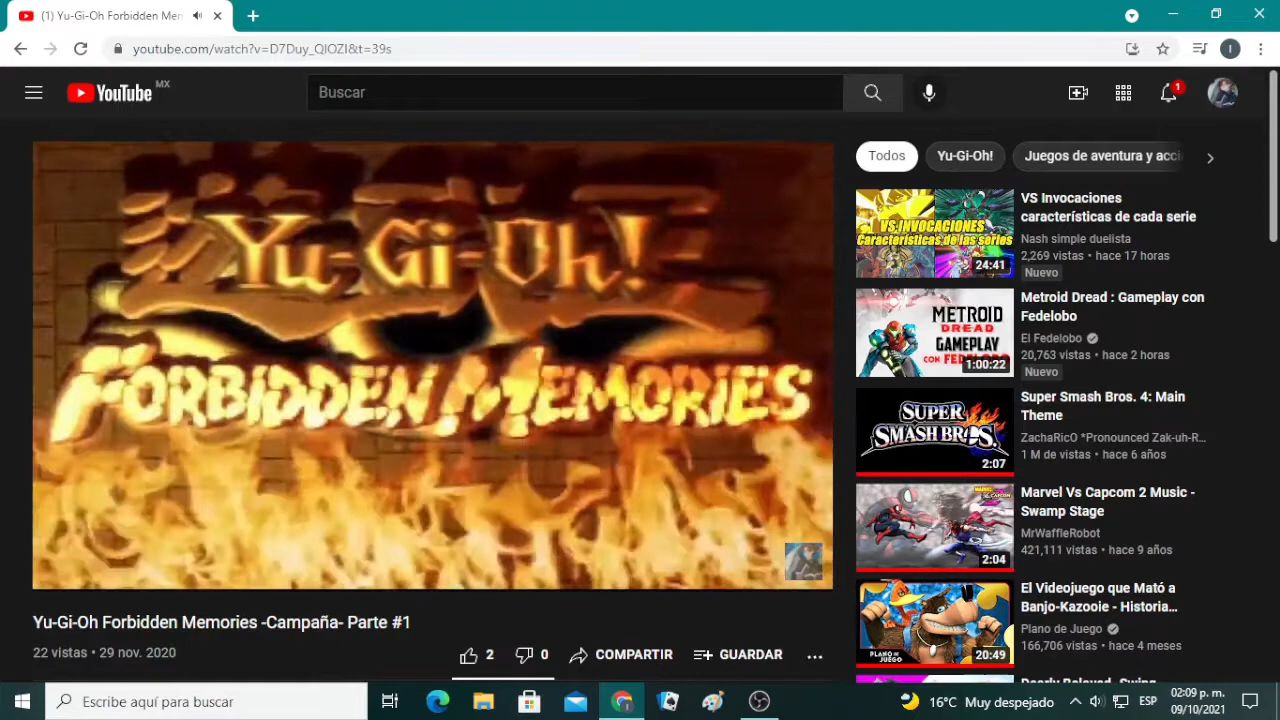 (1) Yu-Gi-Oh Forbidden Mem
youtube.com/watch?v=D7Duy_QIOZI&t=39s
YouTube MX
Buscar
1
Yu-Gi-Oh!
Forbidden Memories
Yu-Gi-Oh Forbidden Memories -Campaña- Parte #1
22 vistas • 29 nov. 2020
2
0
COMPARTIR
GUARDAR
Todos
Yu-Gi-Oh!
Juegos de aventura y acci
VS INVOCACIONES
Características de las series
24:41
VS Invocaciones
características de cada serie
Nash simple duelista
2,269 vistas • hace 17 horas
Nuevo
METROID
DREAD
GAMEPLAY
CON FEDELOBO
1:00:22
Metroid Dread : Gameplay con
Fedelobo
El Fedelobo
20,763 vistas • hace 2 horas
Nuevo
SUPER
SMASH BROS.
2:07
Super Smash Bros. 4: Main
Theme
ZachaRicO *Pronounced Zak-uh-R...
1 M de vistas • hace 6 años
2:04
Marvel Vs Capcom 2 Music -
Swamp Stage
MrWaffleRobot
421,111 vistas • hace 9 años
PLANO DE JUEGO
20:49
El Videojuego que Mató a
Banjo-Kazooie - Historia...
Plano de Juego
166,706 vistas • hace 4 meses
Escribe aquí para buscar
16°C Muy despejado
ESP
02:09 p. m.
09/10/2021